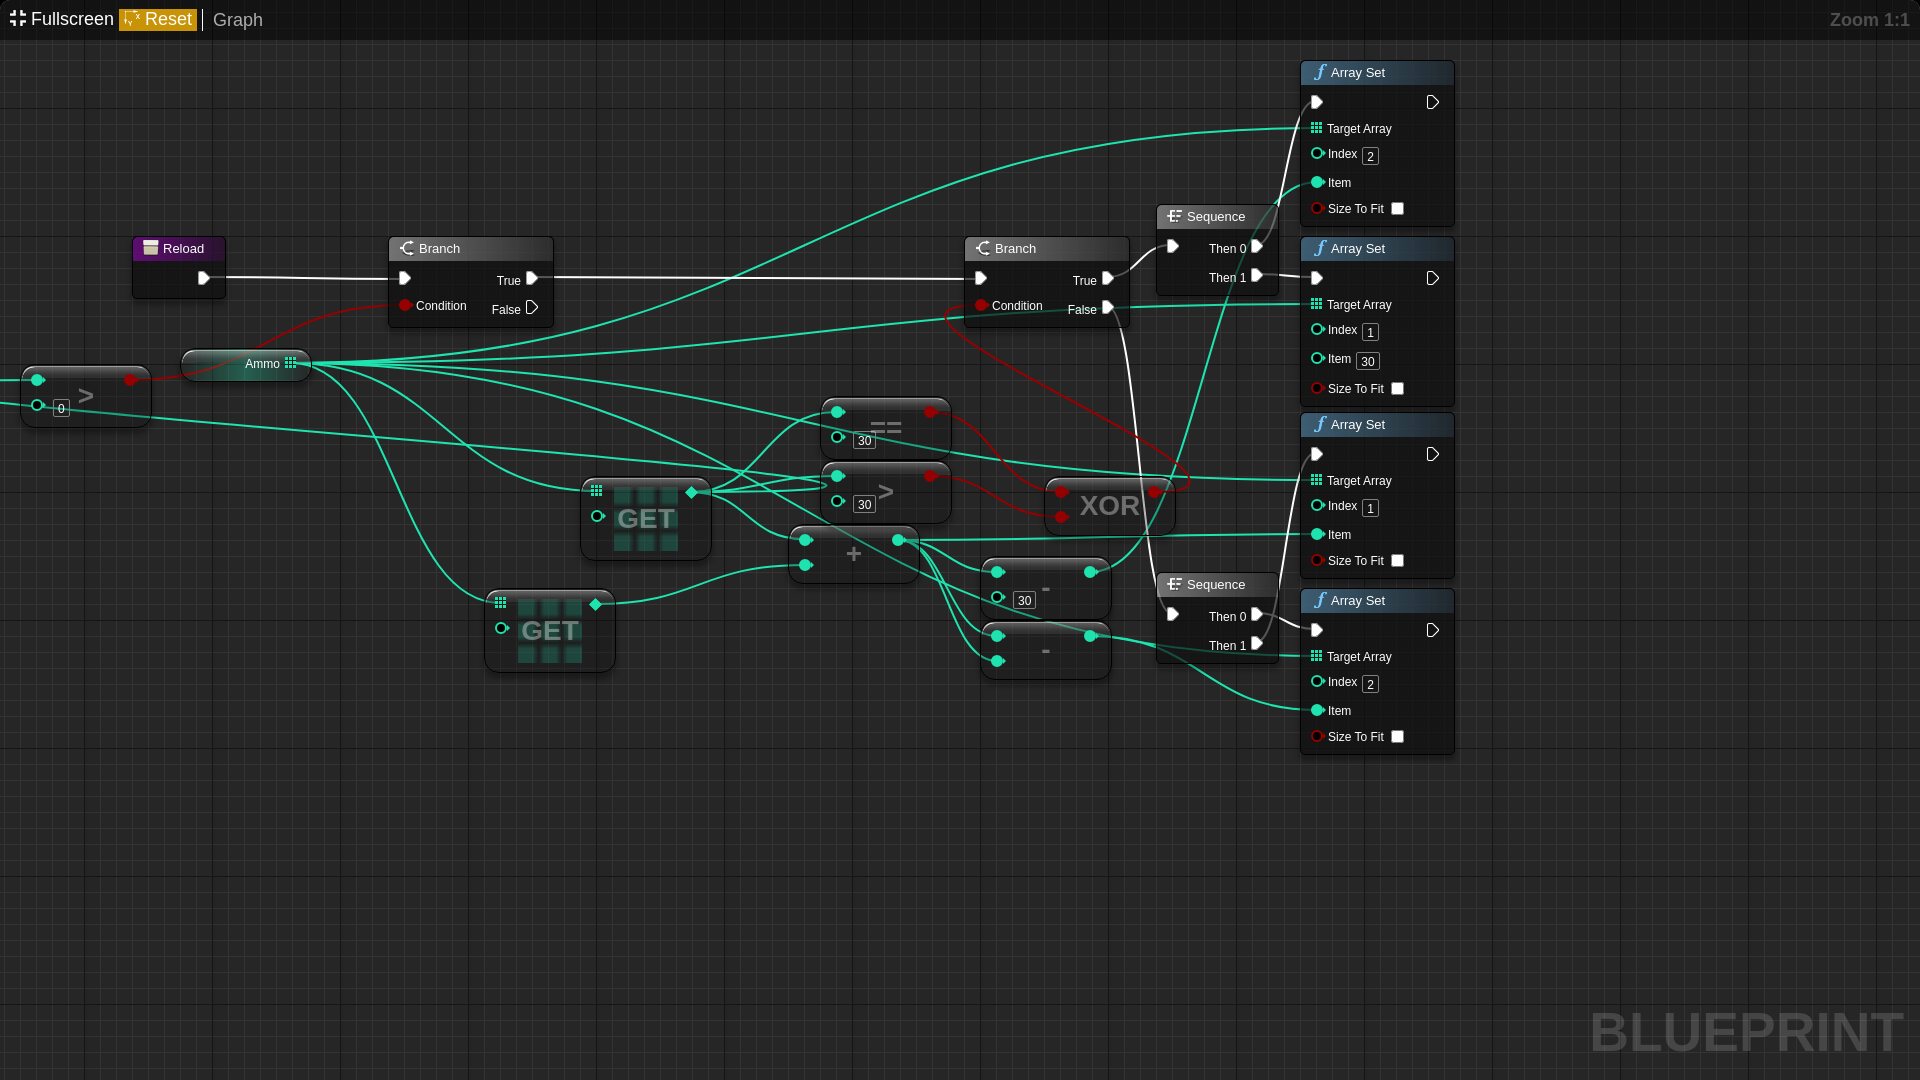 Fullscreen Reset Graph
Zoom 1:1
Reload
Branch
True
Condition
False
Ammo
>
0
GET
GET
==
30
>
30
+
-
30
-
XOR
Branch
True
Condition
False
Sequence
Then 0
Then 1
Sequence
Then 0
Then 1
Array Set
Target Array
Index 2
Item
Size To Fit
Array Set
Target Array
Index 1
Item 30
Size To Fit
Array Set
Target Array
Index 1
Item
Size To Fit
Array Set
Target Array
Index 2
Item
Size To Fit
BLUEPRINT